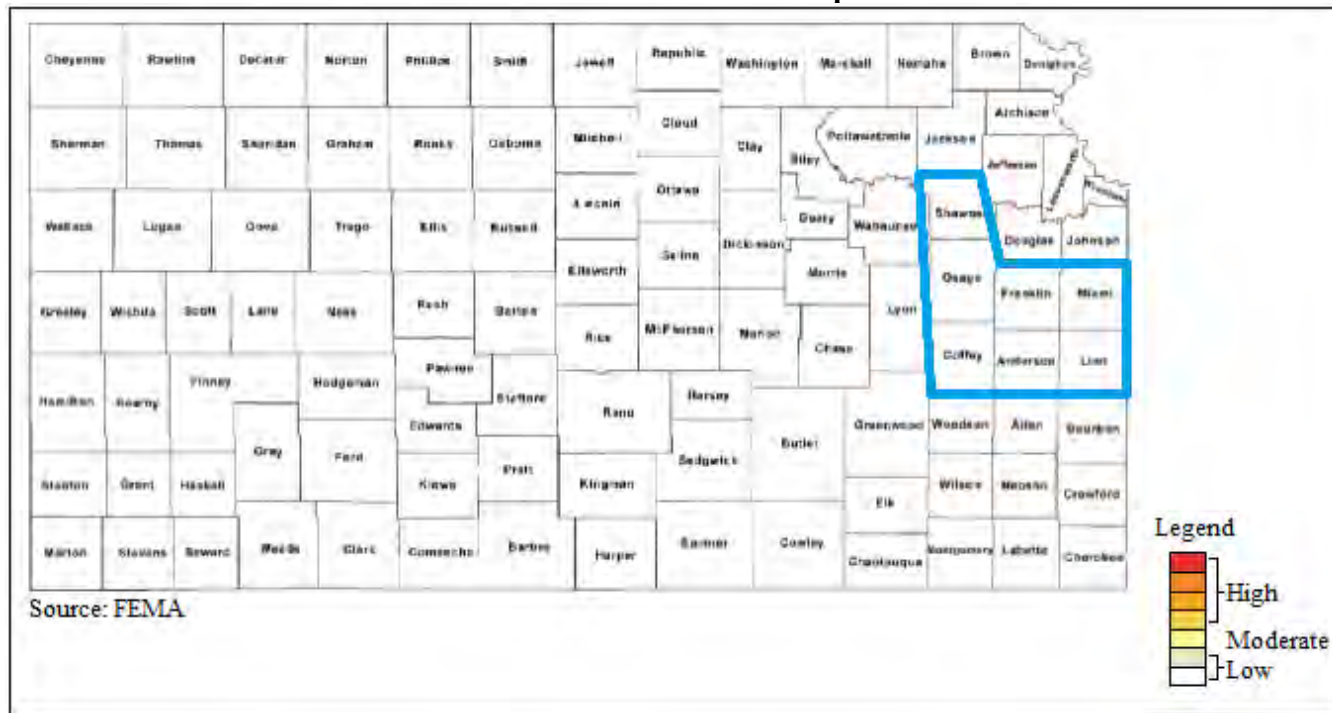 Cheyenne Rawlins Decatur Norton Phillips Smith Jewell Republic Washington Marshall Nemaha Brown Doniphan
Sherman Thomas Sheridan Graham Rooks Osborne Mitchell Cloud Clay Riley Pottawatomie Jackson Atchison
Jefferson Leavenworth
Wallace Logan Gove Trego Ellis Russell Lincoln Ottawa Geary Wabaunsee Shawnee Douglas Johnson
Ellsworth Saline Dickinson Morris Osage
Greeley Wichita Scott Lane Ness Rush Barton Rice McPherson Marion Chase Lyon Franklin Miami
Hamilton Kearny Finney Hodgeman Pawnee Stafford Coffey Anderson Linn
Edwards Reno Harvey Butler Greenwood Woodson Allen Bourbon
Gray Ford Pratt Sedgwick
Stanton Grant Haskell Kiowa Kingman Elk Wilson Neosho Crawford
Morton Stevens Seward Meade Clark Comanche Barber Harper Sumner Cowley Chautauqua Montgomery Labette Cherokee
Source: FEMA
Legend
High
Moderate
Low